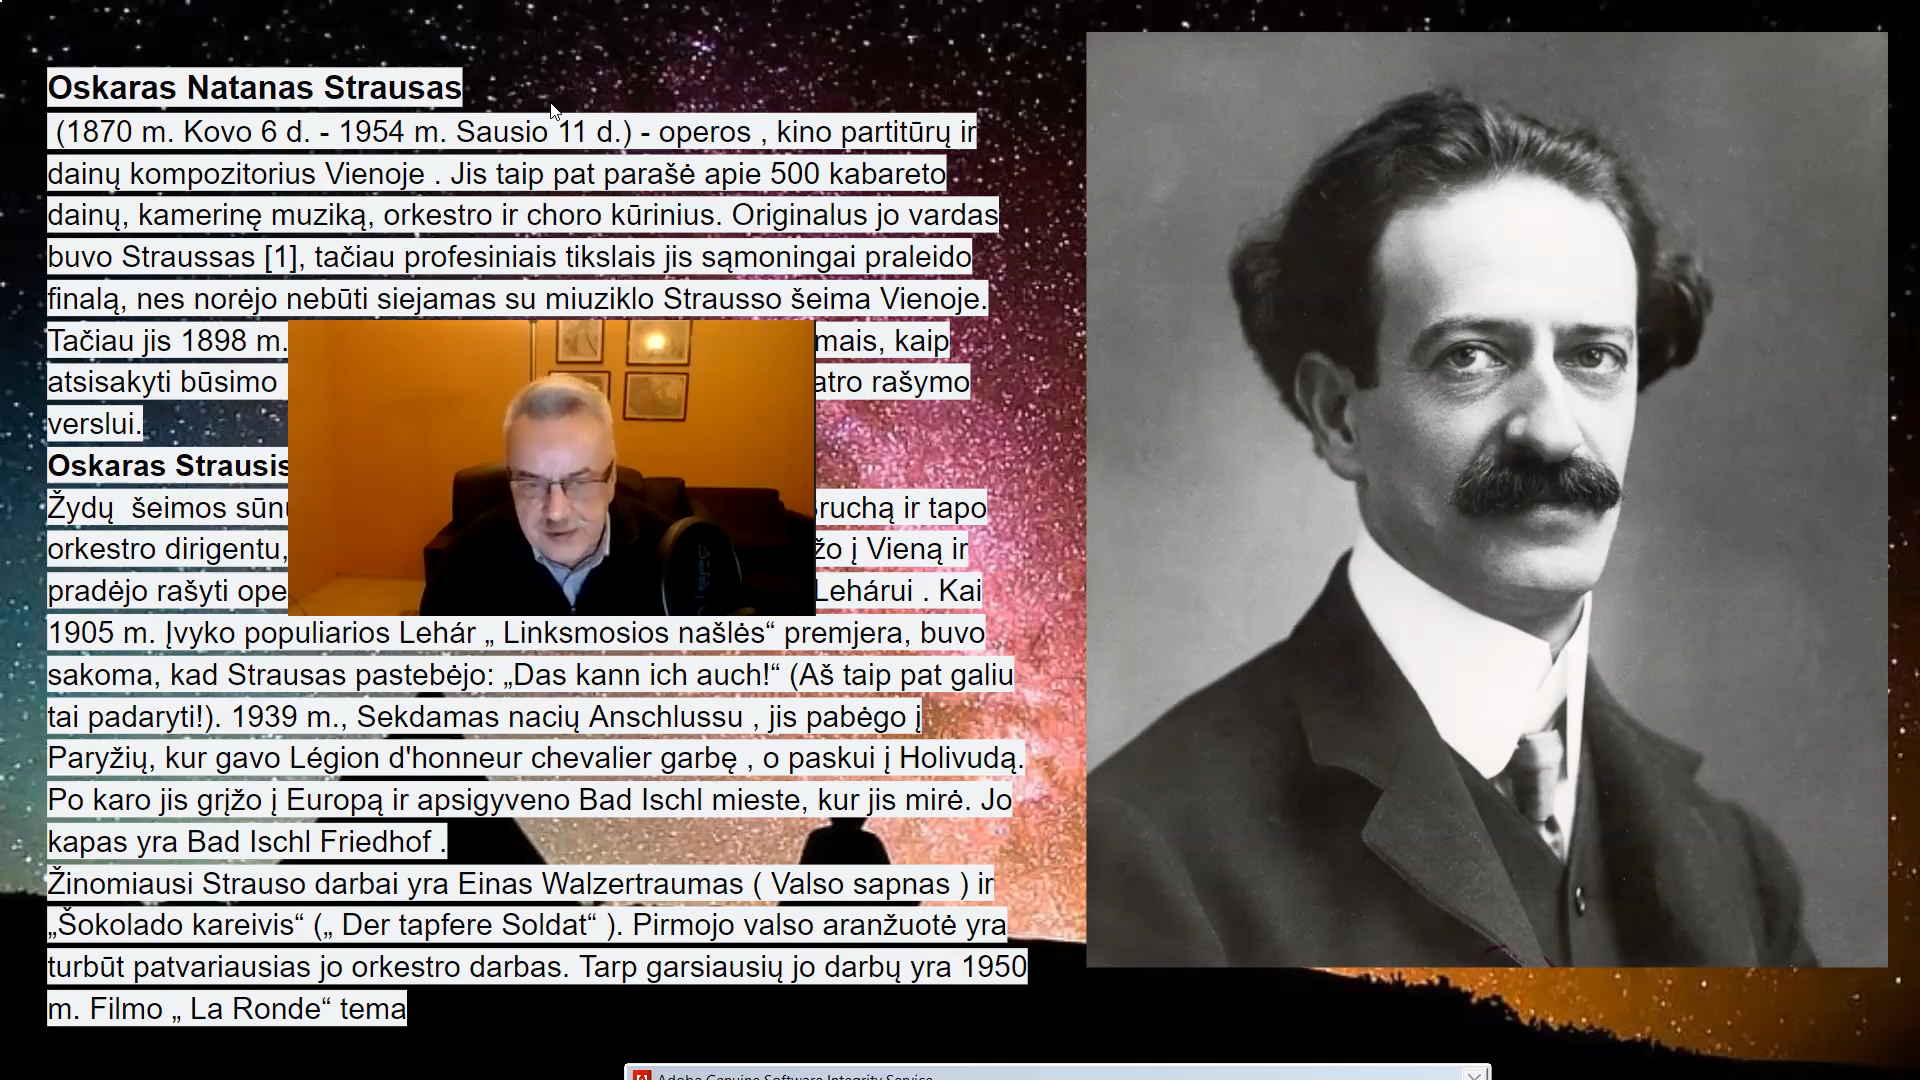 Oskaras Natanas Strausas
(1870 m. Kovo 6 d. - 1954 m. Sausio 11 d.) - operos , kino partitūrų ir
dainų kompozitorius Vienoje . Jis taip pat parašė apie 500 kabareto
dainų, kamerinę muziką, orkestro ir choro kūrinius. Originalus jo vardas
buvo Straussas [1], tačiau profesiniais tikslais jis sąmoningai praleido
finalą, nes norėjo nebūti siejamas su miuziklo Strausso šeima Vienoje.
Tačiau jis 1898 m. mais, kaip
atsisakyti būsimo atro rašymo
verslui.
Oskaras Strausis
Žydų šeimos ruchą ir tapo
orkestro dirigentu, žo į Vieną ir
pradėjo rašyti ope Lehárui . Kai
1905 m. Įvyko populiarios Lehár „ Linksmosios našlės“ premjera, buvo
sakoma, kad Strausas pastebėjo: „Das kann ich auch!“ (Aš taip pat galiu
tai padaryti!). 1939 m., Sekdamas nacių Anschlussu , jis pabėgo į
Paryžių, kur gavo Légion d'honneur chevalier garbę , o paskui į Holivudą.
Po karo jis grįžo į Europą ir apsigyveno Bad Ischl mieste, kur jis mirė. Jo
kapas yra Bad Ischl Friedhof .
Žinomiausi Strauso darbai yra Einas Walzertraumas ( Valso sapnas ) ir
„Šokolado kareivis“ („ Der tapfere Soldat“ ). Pirmojo valso aranžuotė yra
turbūt patvariausias jo orkestro darbas. Tarp garsiausių jo darbų yra 1950
m. Filmo „ La Ronde“ tema
Adobe Genuine Software Integrity Service